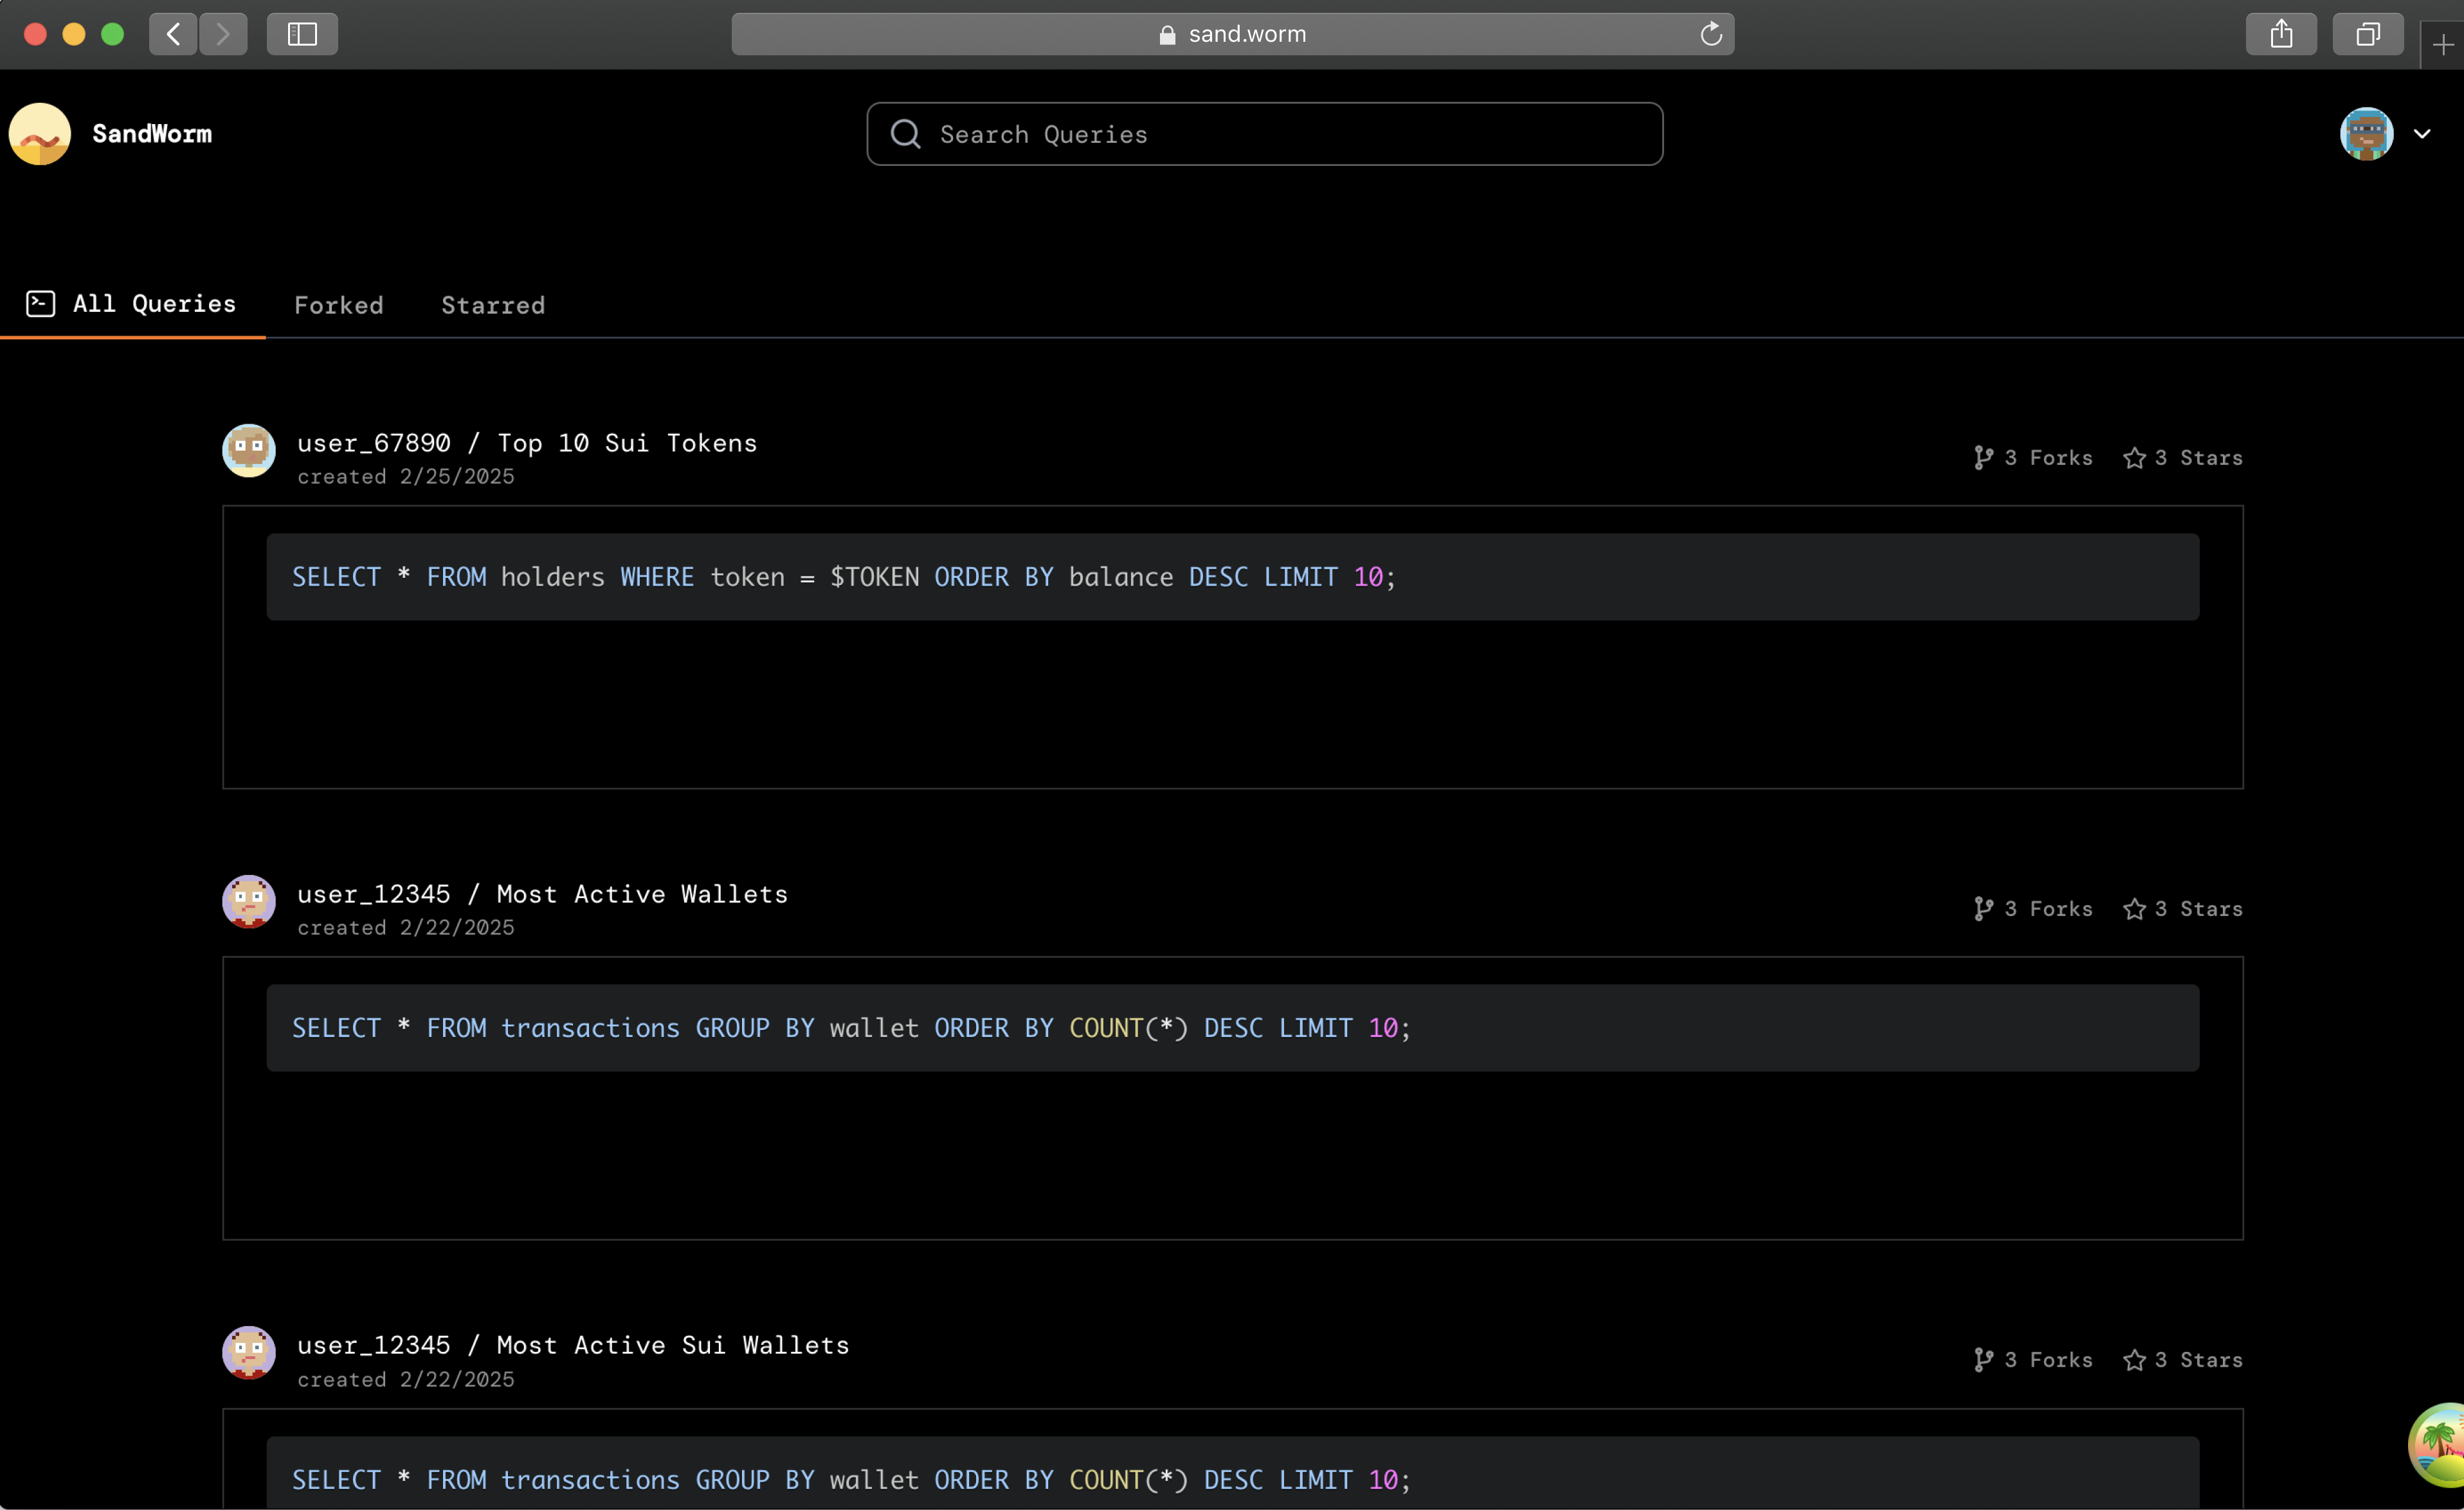 sand.worm
SandWorm
Search Queries
All Queries
Forked
Starred
user_67890 / Top 10 Sui Tokens
created 2/25/2025
3 Forks
3 Stars
SELECT * FROM holders WHERE token = $TOKEN ORDER BY balance DESC LIMIT 10;
user_12345 / Most Active Wallets
created 2/22/2025
3 Forks
3 Stars
SELECT * FROM transactions GROUP BY wallet ORDER BY COUNT(*) DESC LIMIT 10;
user_12345 / Most Active Sui Wallets
created 2/22/2025
3 Forks
3 Stars
SELECT * FROM transactions GROUP BY wallet ORDER BY COUNT(*) DESC LIMIT 10;